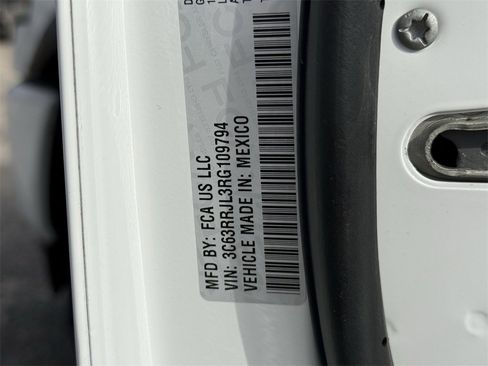 MFD BY: FCA US LLC
VIN: 3C63RRJL3RG109794
VEHICLE MADE IN: MEXICO